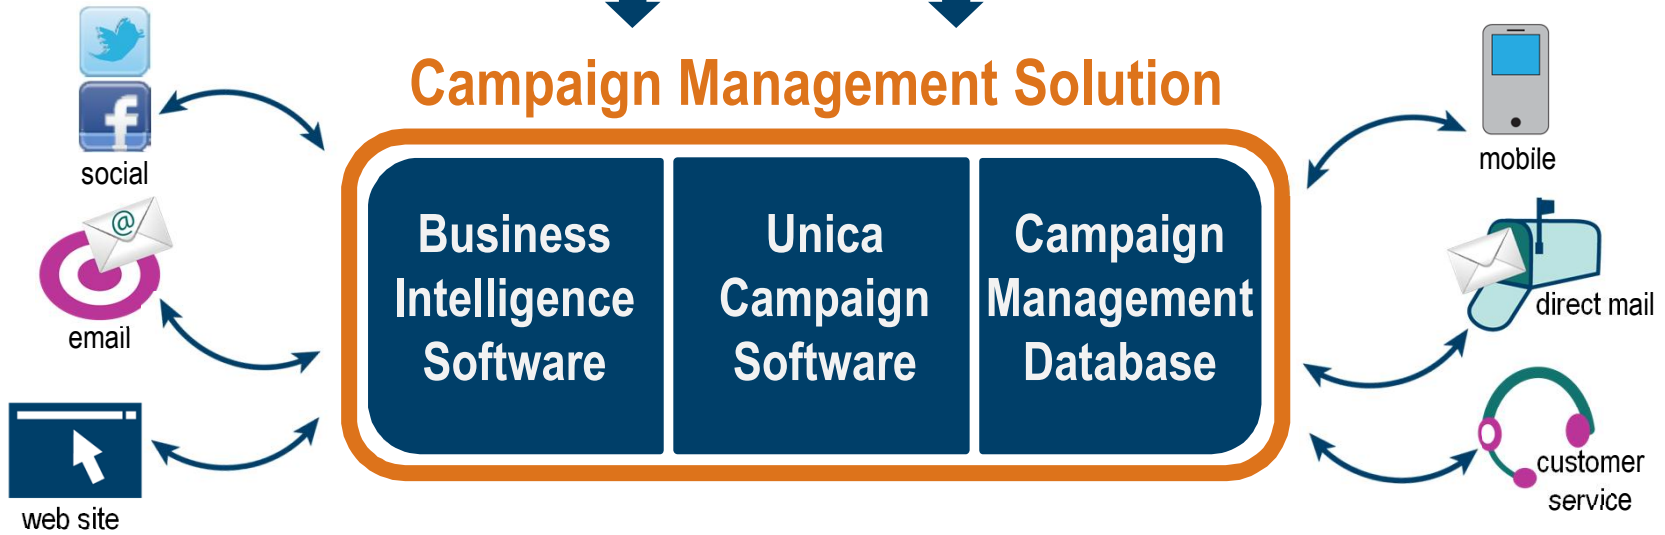 Campaign Management Solution
social
@
email
web site
Business
Intelligence
Software
Unica
Campaign
Software
Campaign
Management
Database
mobile
direct mail
customer
service